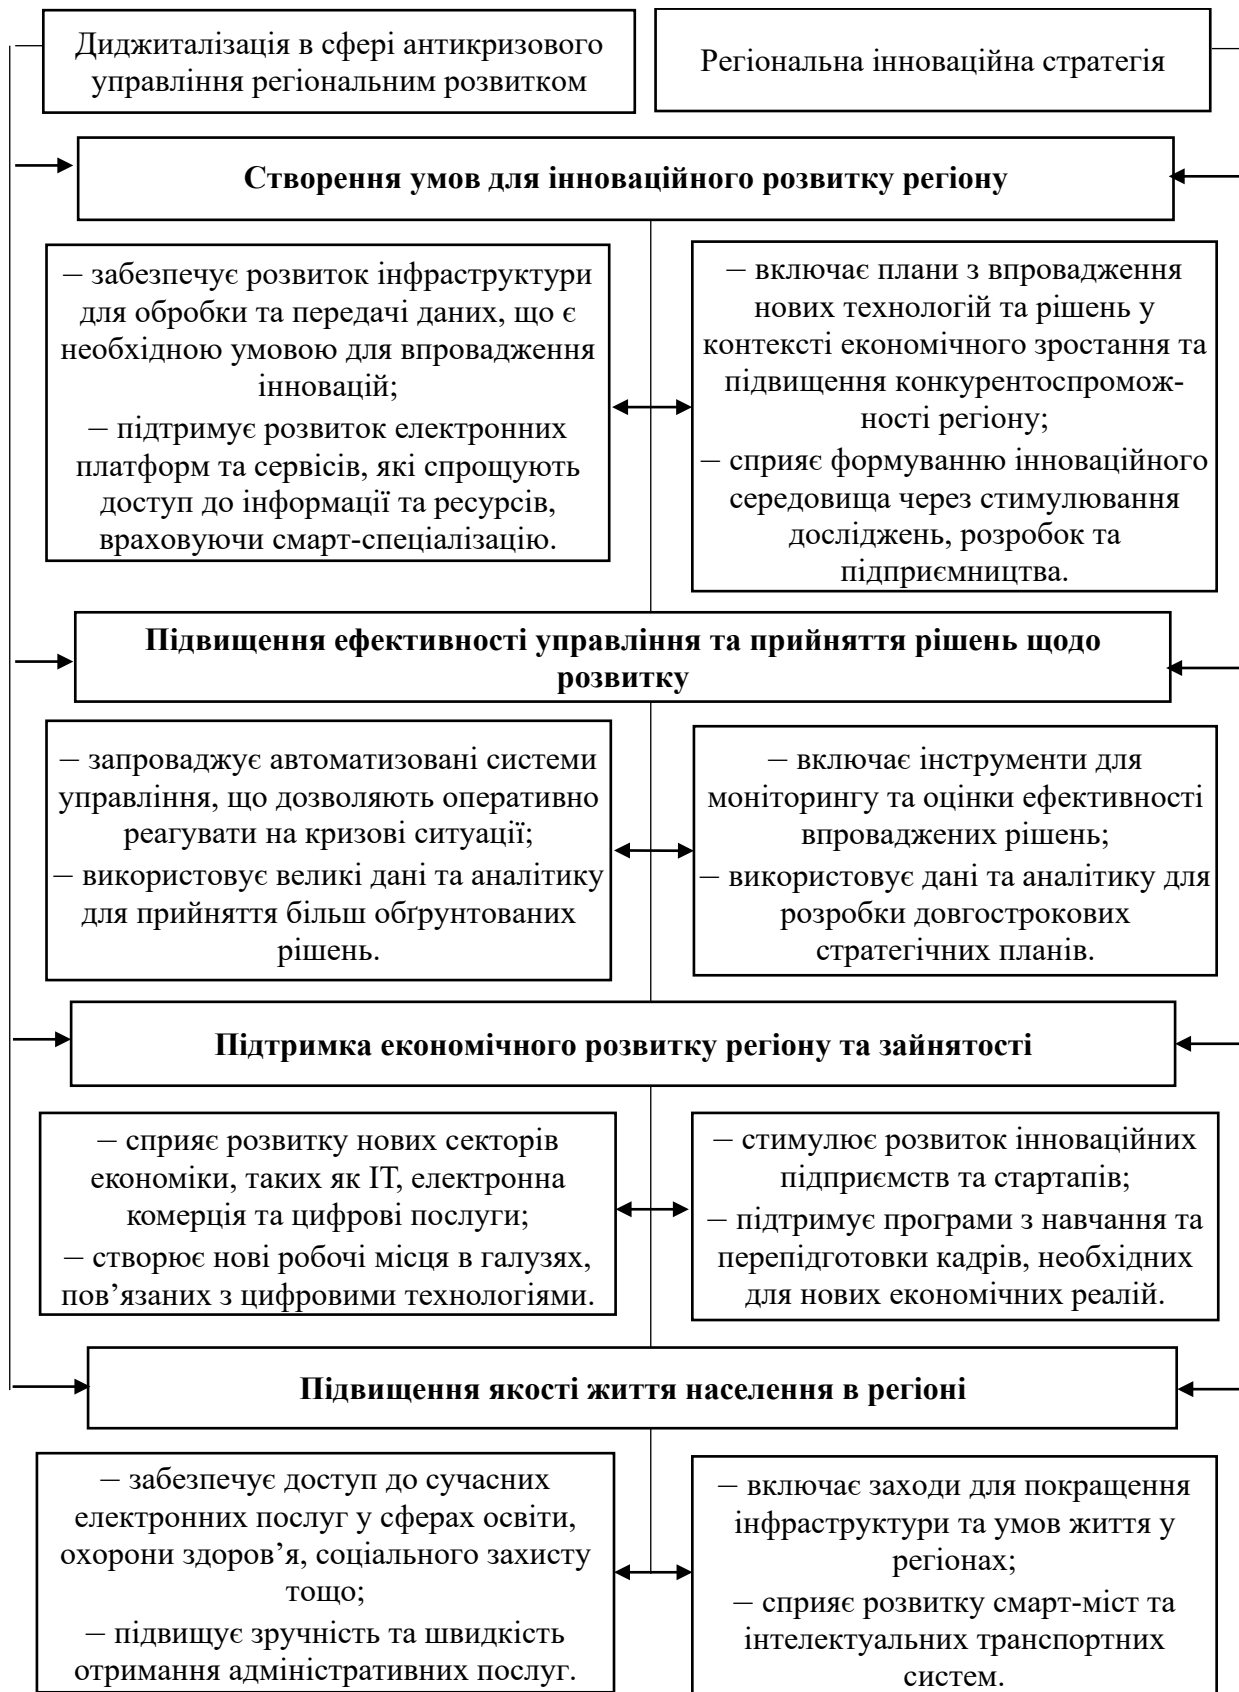 Диджиталізація в сфері антикризового
управління регіональним розвитком
Регіональна інноваційна стратегія
Створення умов для інноваційного розвитку регіону
– забезпечує розвиток інфраструктури
для обробки та передачі даних, що є
необхідною умовою для впровадження
інновацій;
– підтримує розвиток електронних
платформ та сервісів, які спрощують
доступ до інформації та ресурсів,
враховуючи смарт-спеціалізацію.
– включає плани з впровадження
нових технологій та рішень у
контексті економічного зростання та
підвищення конкурентоспромож-
ності регіону;
– сприяє формуванню інноваційного
середовища через стимулювання
досліджень, розробок та
підприємництва.
Підвищення ефективності управління та прийняття рішень щодо
розвитку
– запроваджує автоматизовані системи
управління, що дозволяють оперативно
реагувати на кризові ситуації;
– використовує великі дані та аналітику
для прийняття більш обґрунтованих
рішень.
– включає інструменти для
моніторингу та оцінки ефективності
впроваджених рішень;
– використовує дані та аналітику для
розробки довгострокових
стратегічних планів.
Підтримка економічного розвитку регіону та зайнятості
– сприяє розвитку нових секторів
економіки, таких як ІТ, електронна
комерція та цифрові послуги;
– створює нові робочі місця в галузях,
пов’язаних з цифровими технологіями.
– стимулює розвиток інноваційних
підприємств та стартапів;
– підтримує програми з навчання та
перепідготовки кадрів, необхідних
для нових економічних реалій.
Підвищення якості життя населення в регіоні
– забезпечує доступ до сучасних
електронних послуг у сферах освіти,
охорони здоров’я, соціального захисту
тощо;
– підвищує зручність та швидкість
отримання адміністративних послуг.
– включає заходи для покращення
інфраструктури та умов життя у
регіонах;
– сприяє розвитку смарт-міст та
інтелектуальних транспортних
систем.